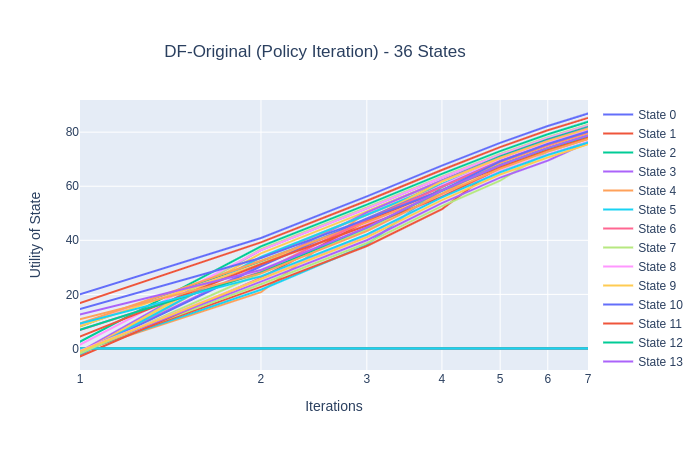 DF-Original (Policy Iteration) - 36 States
Utility of State
80
60
40
20
0
1 2 3 4 5 6 7
Iterations
State 0
State 1
State 2
State 3
State 4
State 5
State 6
State 7
State 8
State 9
State 10
State 11
State 12
State 13